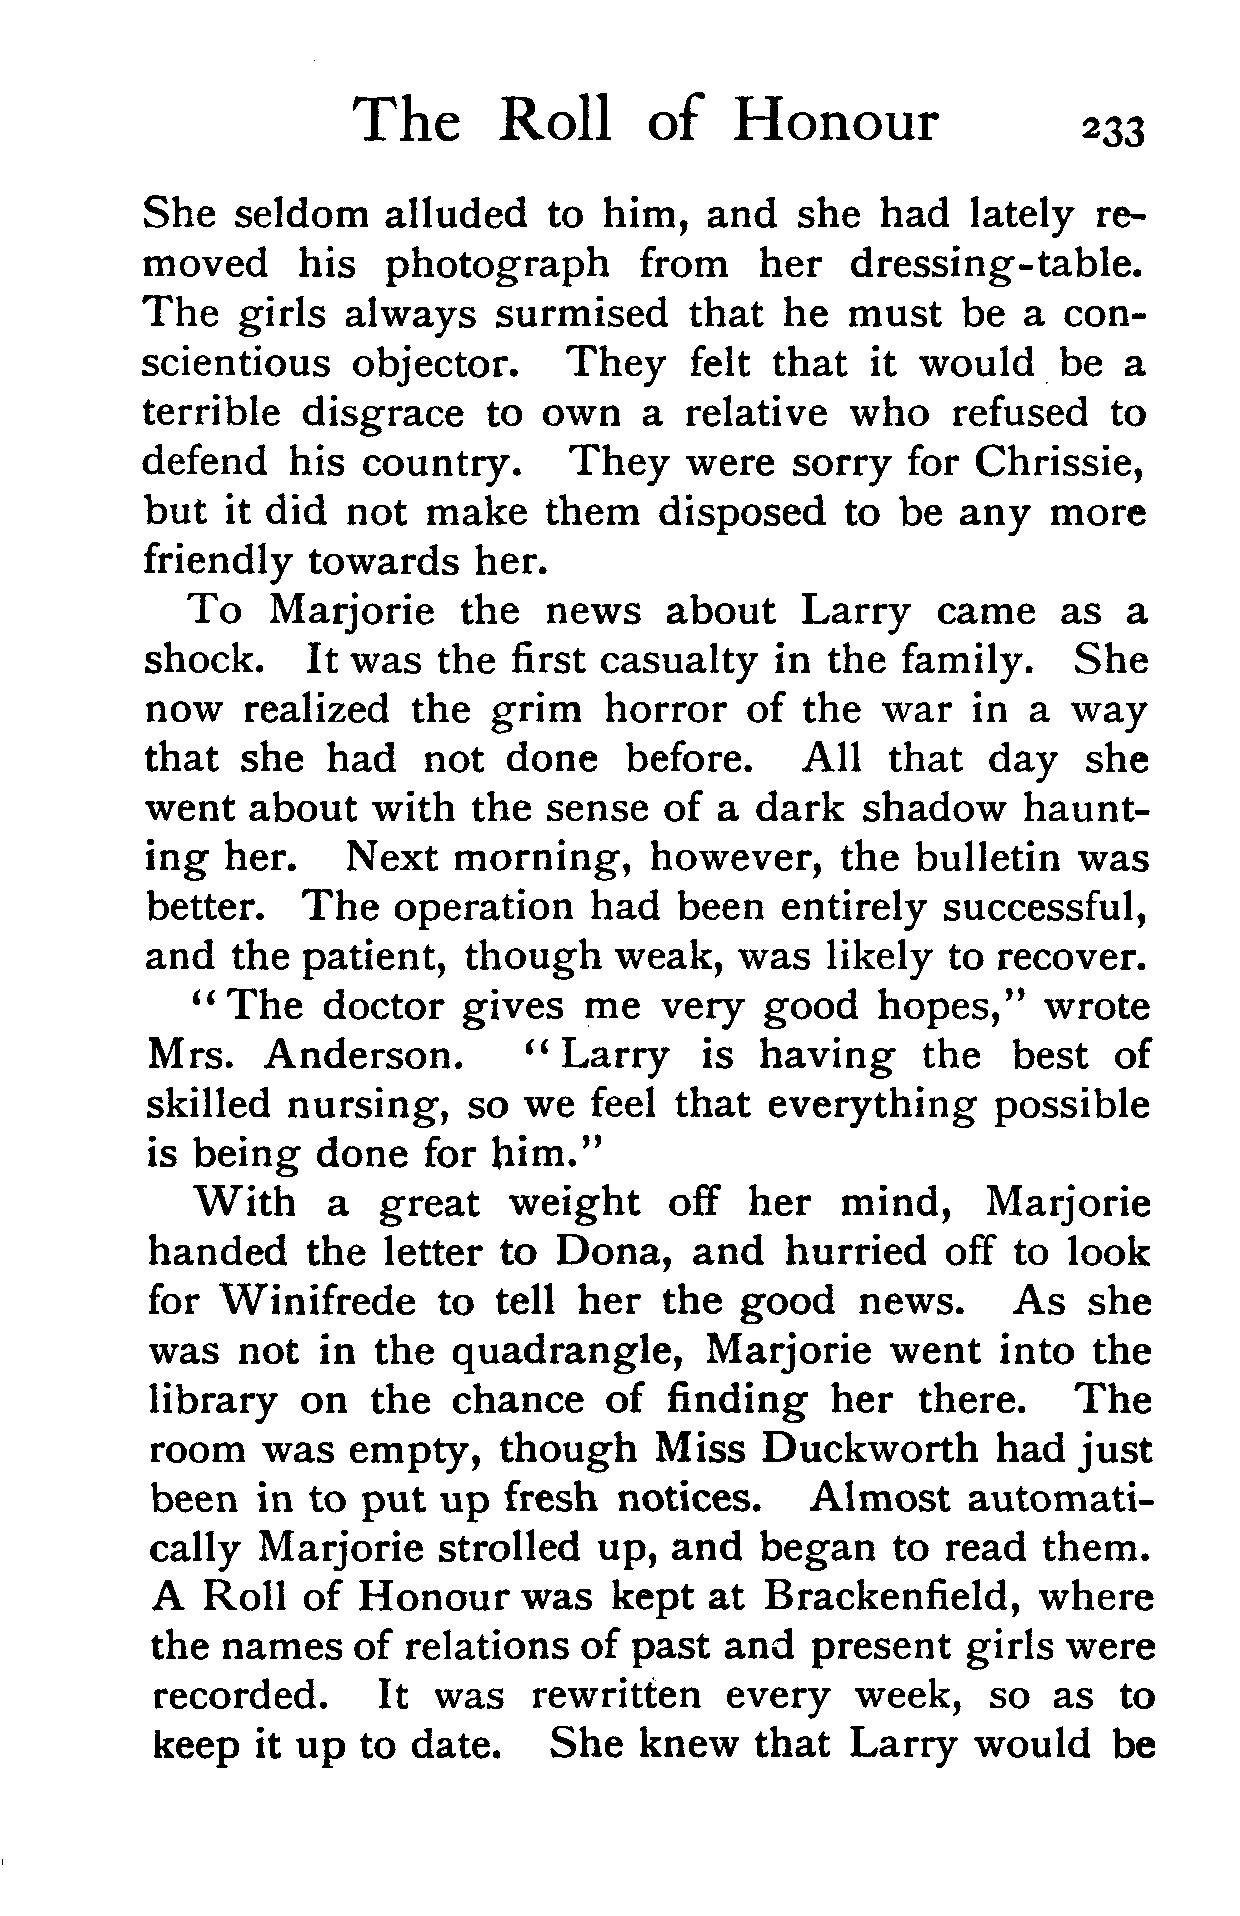 The Roll of Honour 233
She seldom alluded to him, and she had lately re-
moved his photograph from her dressing-table.
The girls always surmised that he must be a con-
scientious objector. They felt that it would be a
terrible disgrace to own a relative who refused to
defend his country. They were sorry for Chrissie,
but it did not make them disposed to be any more
friendly towards her.
To Marjorie the news about Larry came as a
shock. It was the first casualty in the family. She
now realized the grim horror of the war in a way
that she had not done before. All that day she
went about with the sense of a dark shadow haunt-
ing her. Next morning, however, the bulletin was
better. The operation had been entirely successful,
and the patient, though weak, was likely to recover.
"The doctor gives me very good hopes," wrote
Mrs. Anderson. "Larry is having the best of
skilled nursing, so we feel that everything possible
is being done for him."
With a great weight off her mind, Marjorie
handed the letter to Dona, and hurried off to look
for Winifrede to tell her the good news. As she
was not in the quadrangle, Marjorie went into the
library on the chance of finding her there. The
room was empty, though Miss Duckworth had just
been in to put up fresh notices. Almost automati-
cally Marjorie strolled up, and began to read them.
A Roll of Honour was kept at Brackenfield, where
the names of relations of past and present girls were
recorded. It was rewritten every week, so as to
keep it up to date. She knew that Larry would be